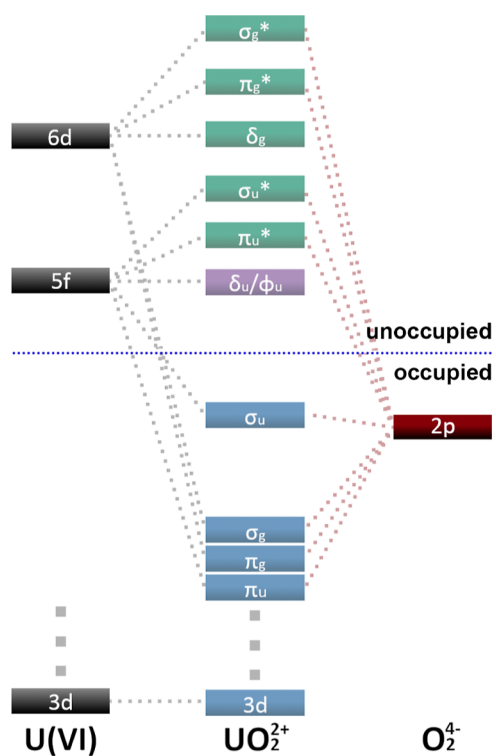 σg*
πg*
6d δg
σu*
πu*
5f δu/ϕu
unoccupied
occupied
σu 2p
σg
πg
πu
3d 3d
U(VI) UO₂²⁺ O₂⁴⁻